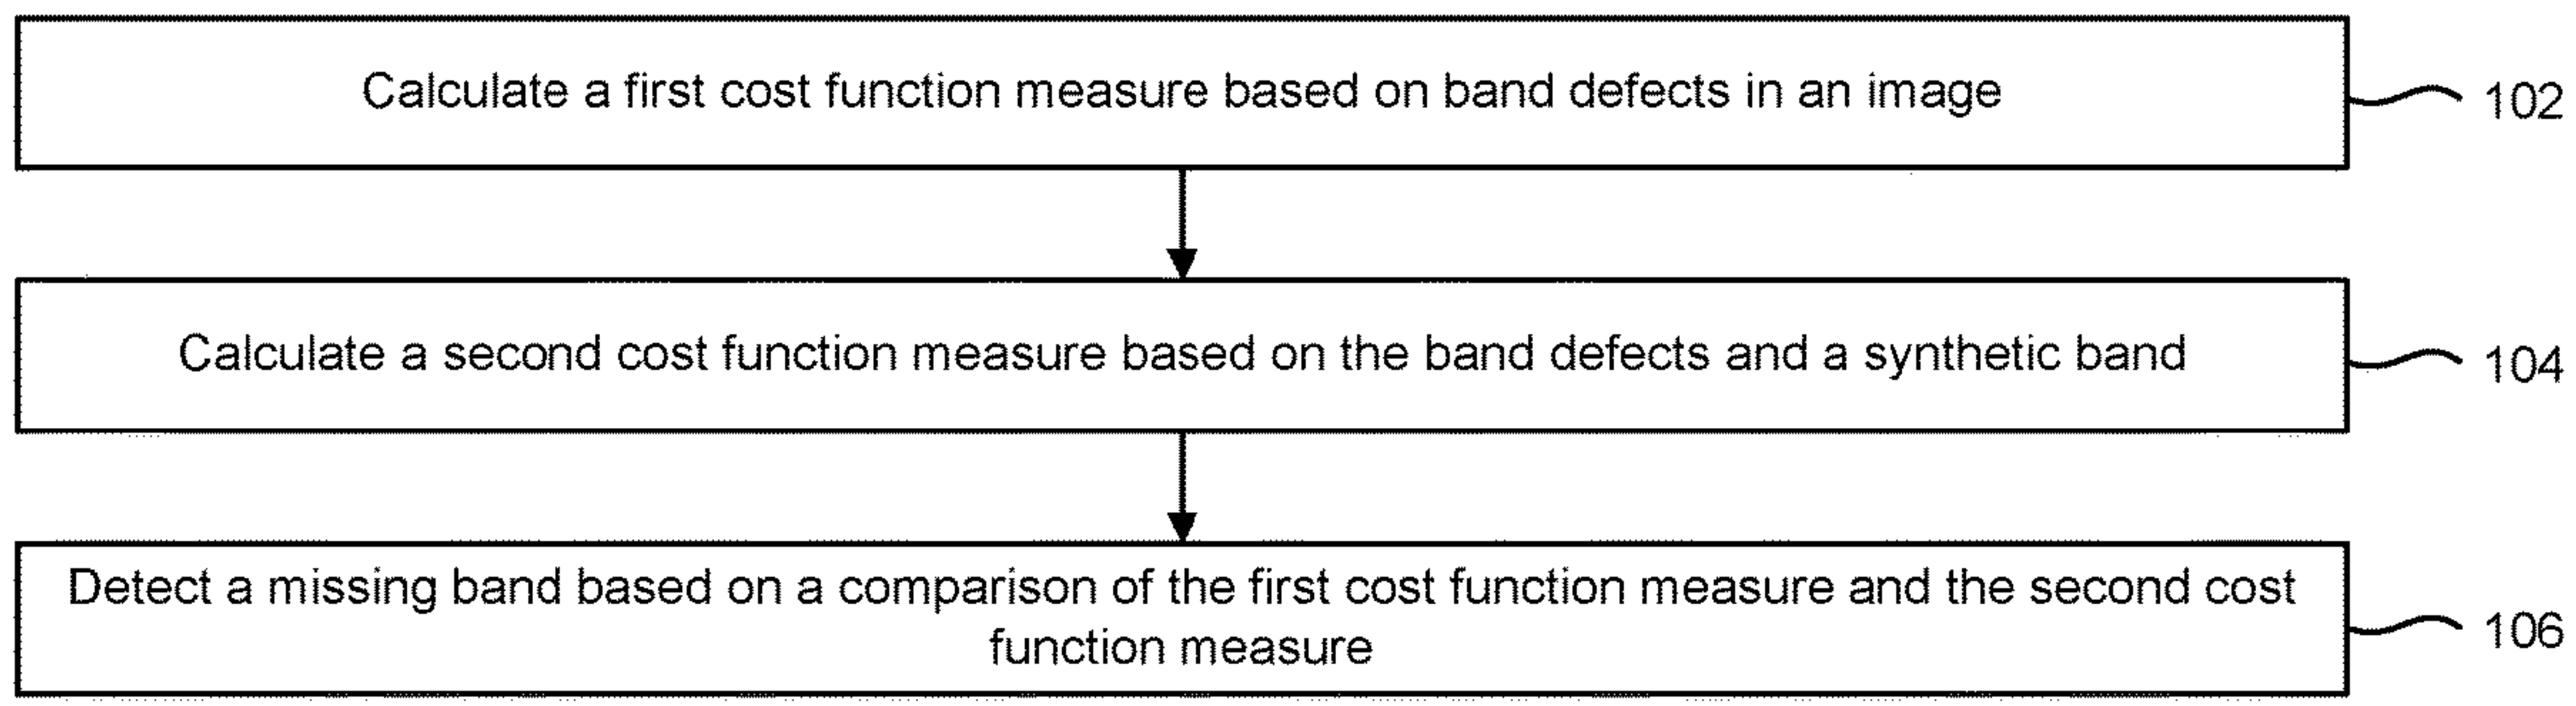 Calculate a first cost function measure based on band defects in an image
102
Calculate a second cost function measure based on the band defects and a synthetic band
104
Detect a missing band based on a comparison of the first cost function measure and the second cost
function measure
106